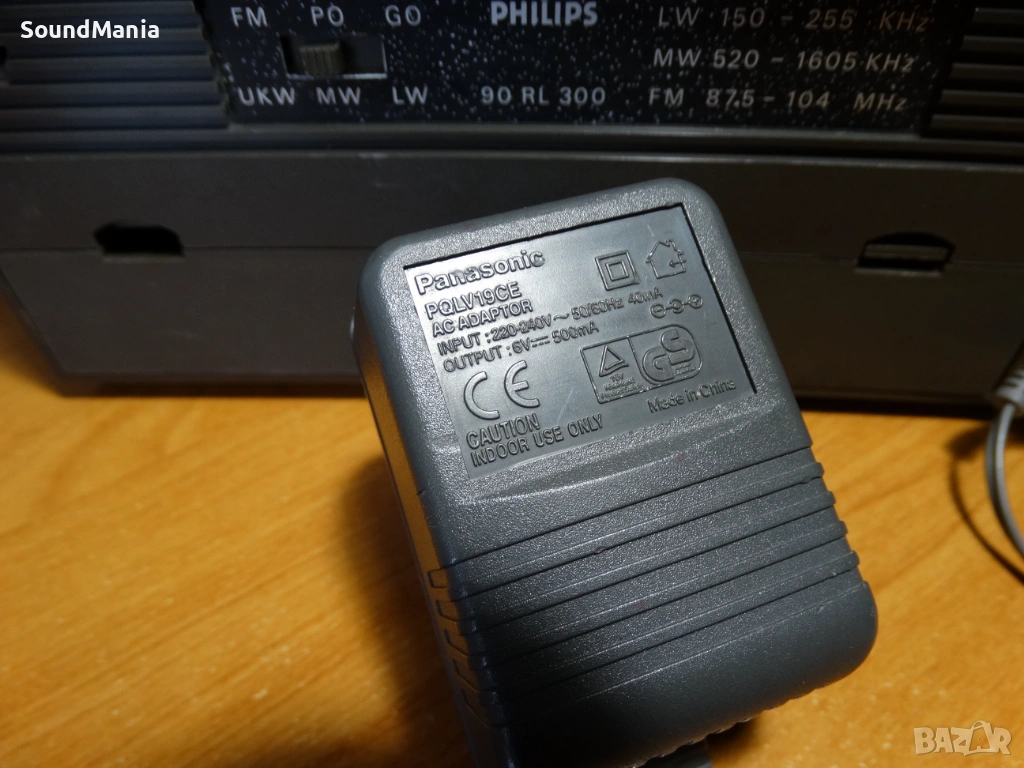 SoundMania
FM PO GO
PHILIPS
LW 150 - 255 KHz
MW 520 - 1605 KHz
UKW MW LW
90 RL 300
FM 87.5 - 104 MHz
Panasonic
PQLV19CE
AC ADAPTOR
INPUT : 220-240V ~ 50/60Hz 40mA
OUTPUT : 6V⎓ 500mA
CE
GS
Made in China
CAUTION
INDOOR USE ONLY
BAZAR